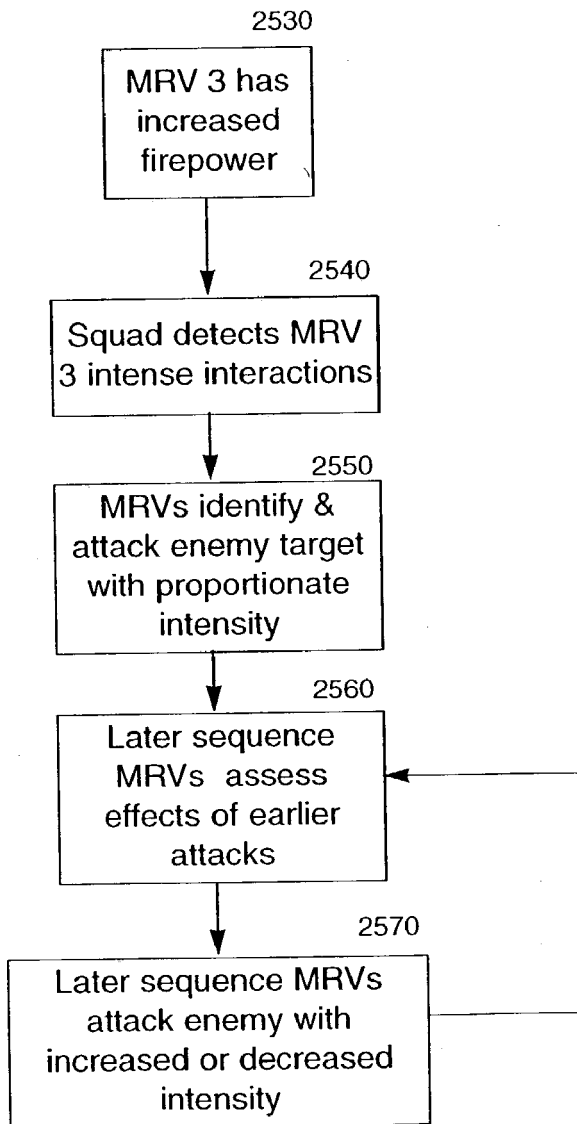 2530
MRV 3 has
increased
firepower
2540
Squad detects MRV
3 intense interactions
2550
MRVs identify &
attack enemy target
with proportionate
intensity
2560
Later sequence
MRVs assess
effects of earlier
attacks
2570
Later sequence MRVs
attack enemy with
increased or decreased
intensity